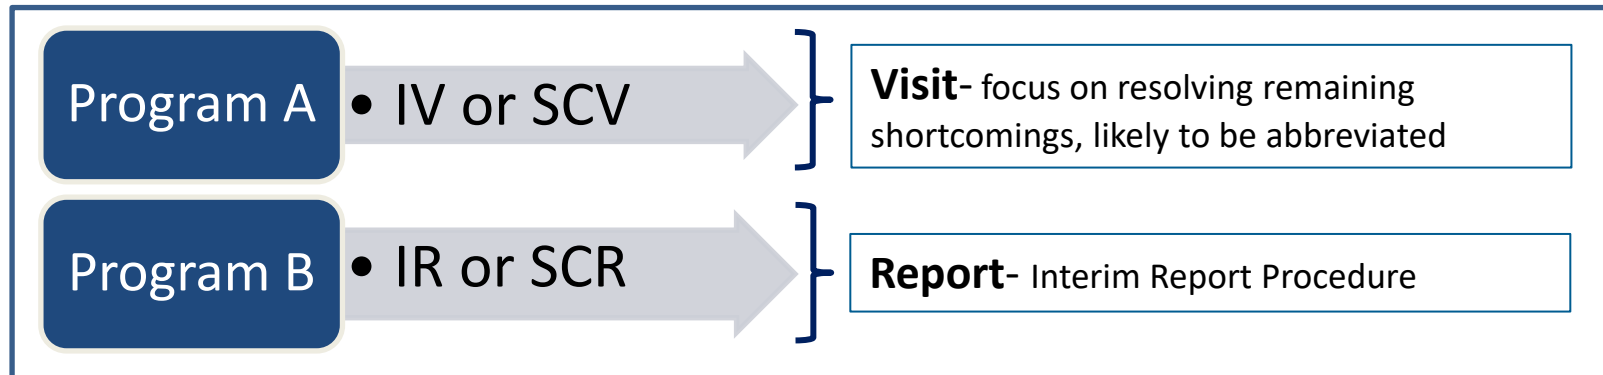 Program A
• IV or SCV
Visit- focus on resolving remaining
shortcomings, likely to be abbreviated
Program B
• IR or SCR
Report- Interim Report Procedure